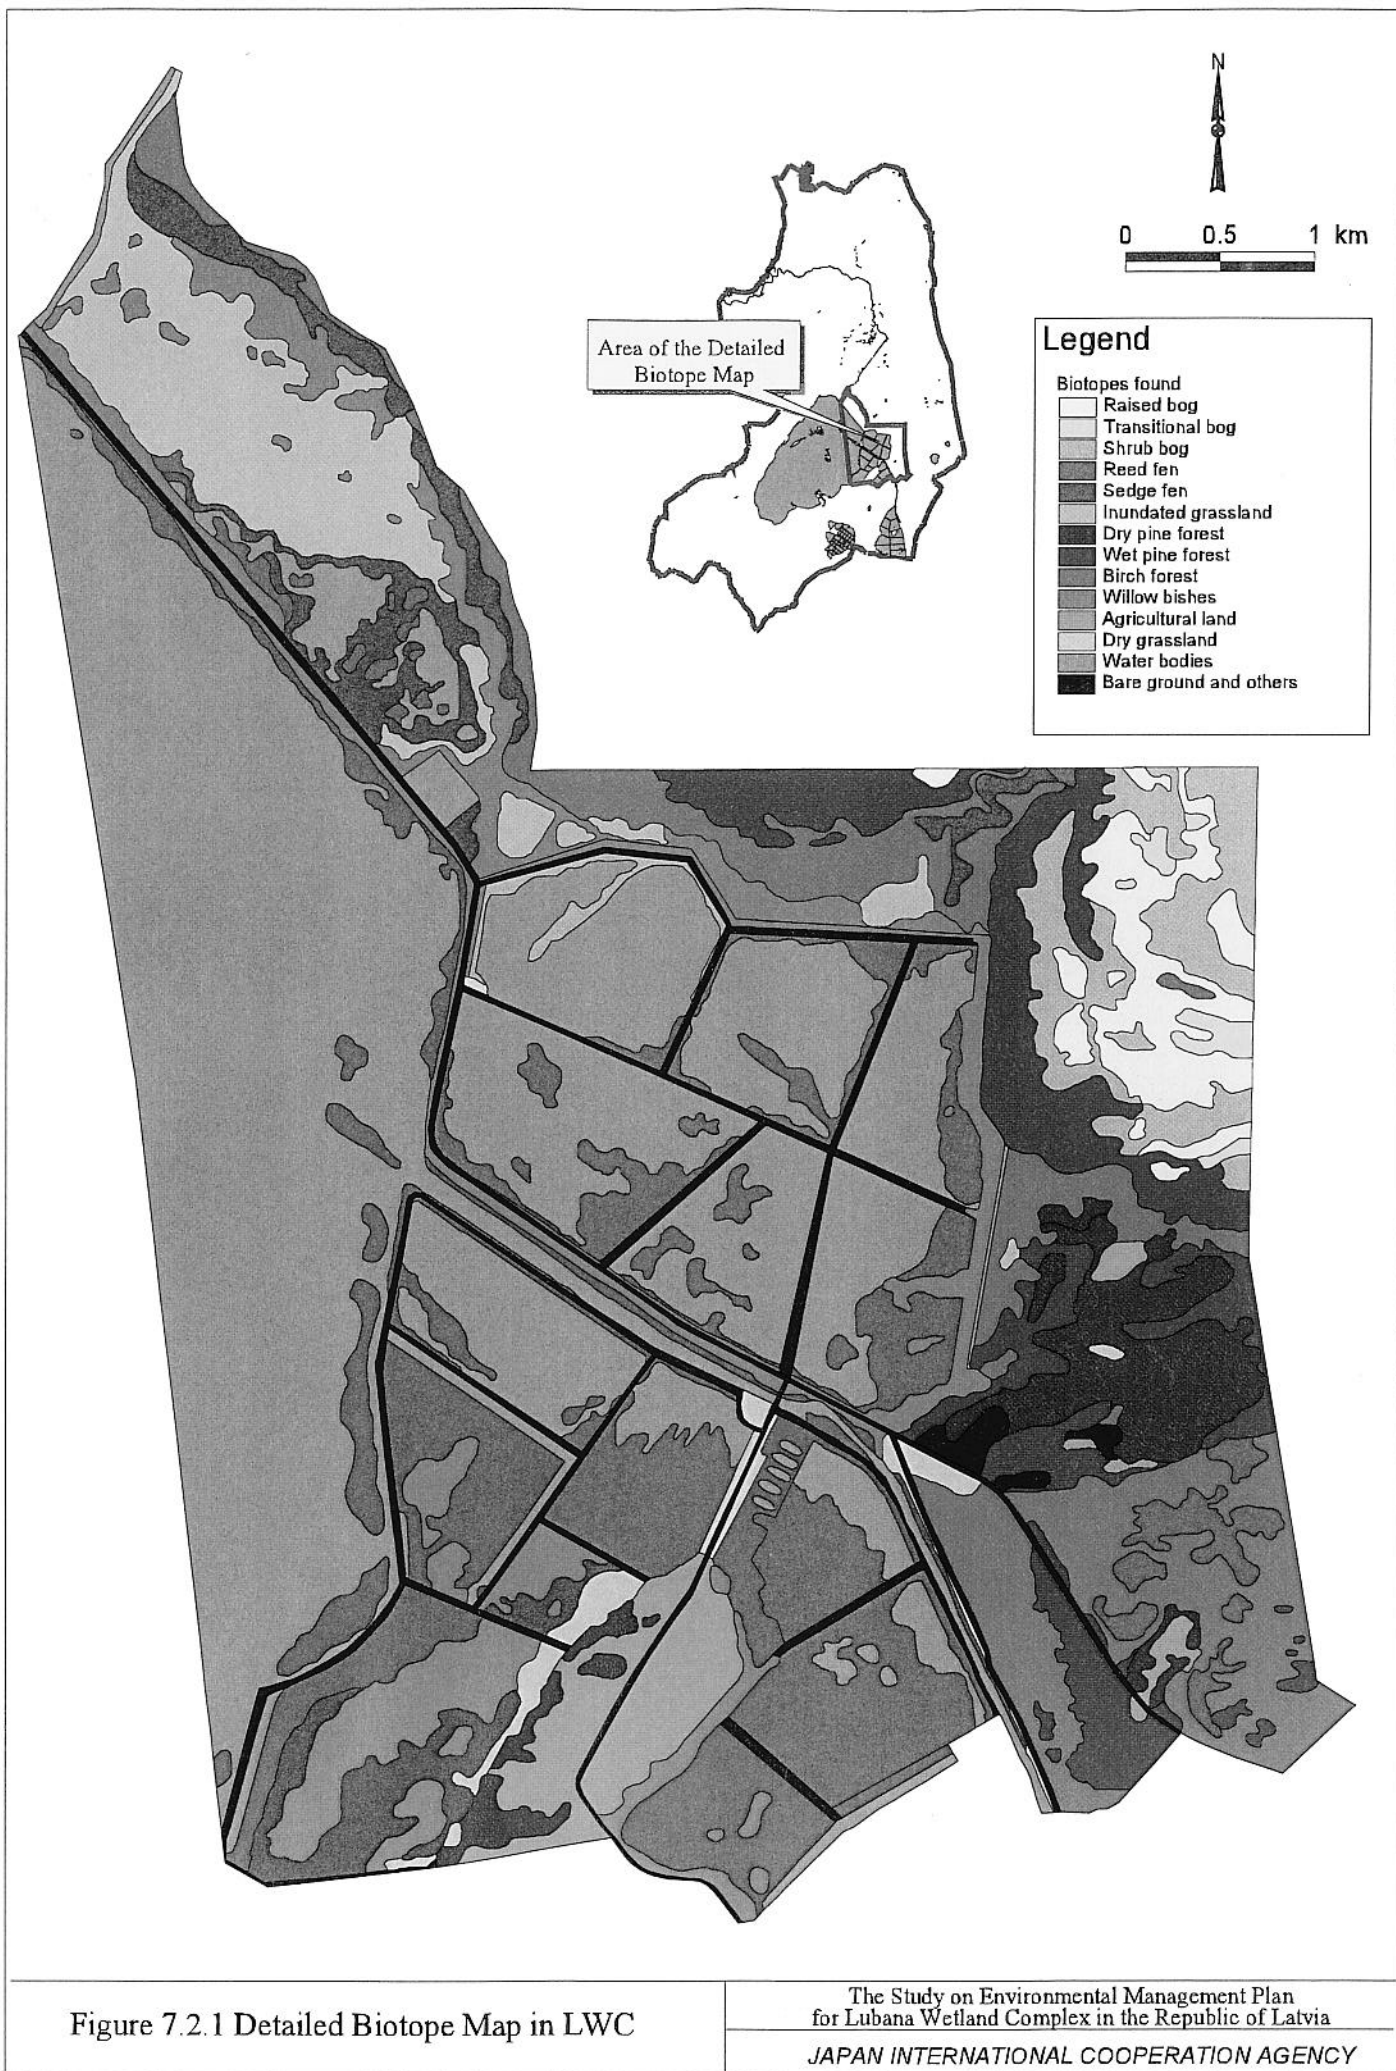 N
0 0.5 1 km
Area of the Detailed
Biotope Map
Legend
Biotopes found
Raised bog
Transitional bog
Shrub bog
Reed fen
Sedge fen
Inundated grassland
Dry pine forest
Wet pine forest
Birch forest
Willow bishes
Agricultural land
Dry grassland
Water bodies
Bare ground and others
Figure 7.2.1 Detailed Biotope Map in LWC
The Study on Environmental Management Plan
for Lubana Wetland Complex in the Republic of Latvia
JAPAN INTERNATIONAL COOPERATION AGENCY